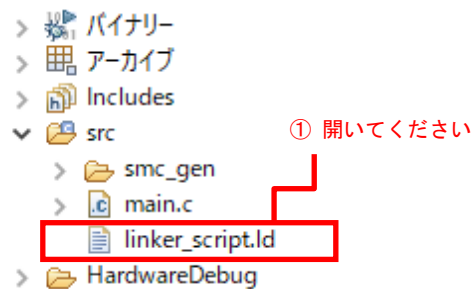 バイナリー
アーカイブ
Includes
src
① 開いてください
smc_gen
main.c
linker_script.ld
HardwareDebug